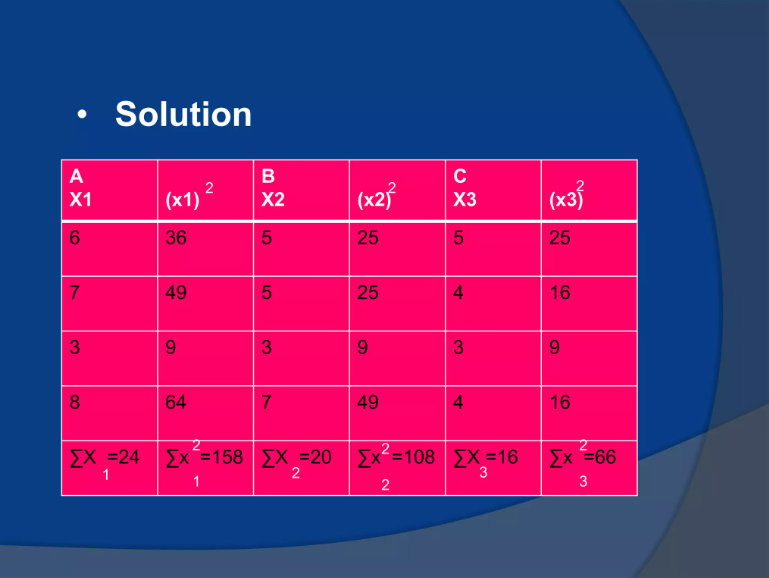 • Solution
A X1 (x1)² B X2 (x2)² C X3 (x3)²
6 36 5 25 5 25
7 49 5 25 4 16
3 9 3 9 3 9
8 64 7 49 4 16
∑X₁=24 ∑x₁²=158 ∑X₂=20 ∑x₂²=108 ∑X₃=16 ∑x₃²=66